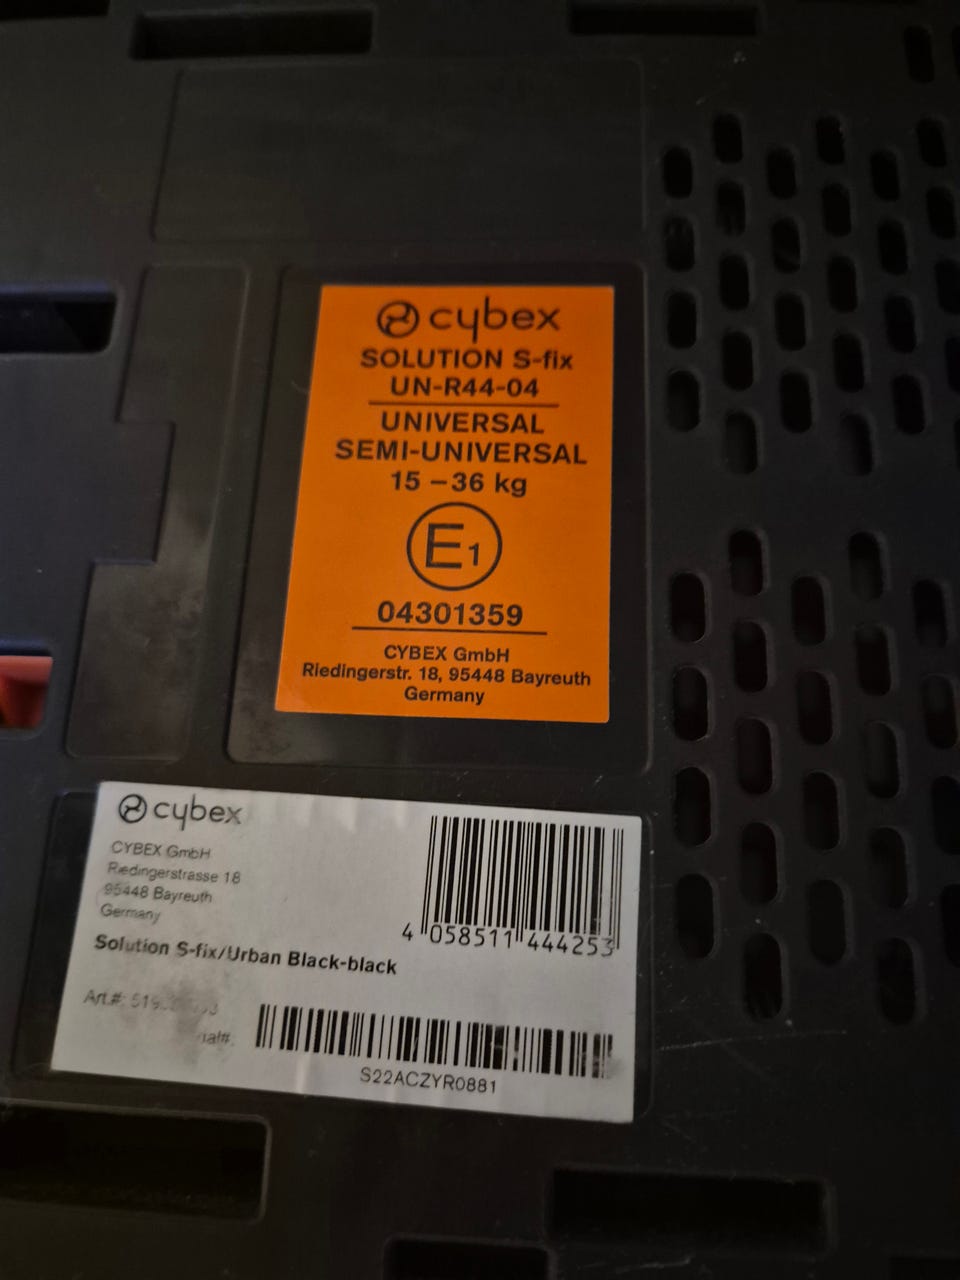 cybex
SOLUTION S-fix
UN-R44-04
UNIVERSAL
SEMI-UNIVERSAL
15 – 36 kg
E1
04301359
CYBEX GmbH
Riedingerstr. 18, 95448 Bayreuth
Germany
cybex
CYBEX GmbH
Riedingerstrasse 18
95448 Bayreuth
Germany
4 058511 444253
Solution S-fix/Urban Black-black
Art.#:
S22ACZYR0881